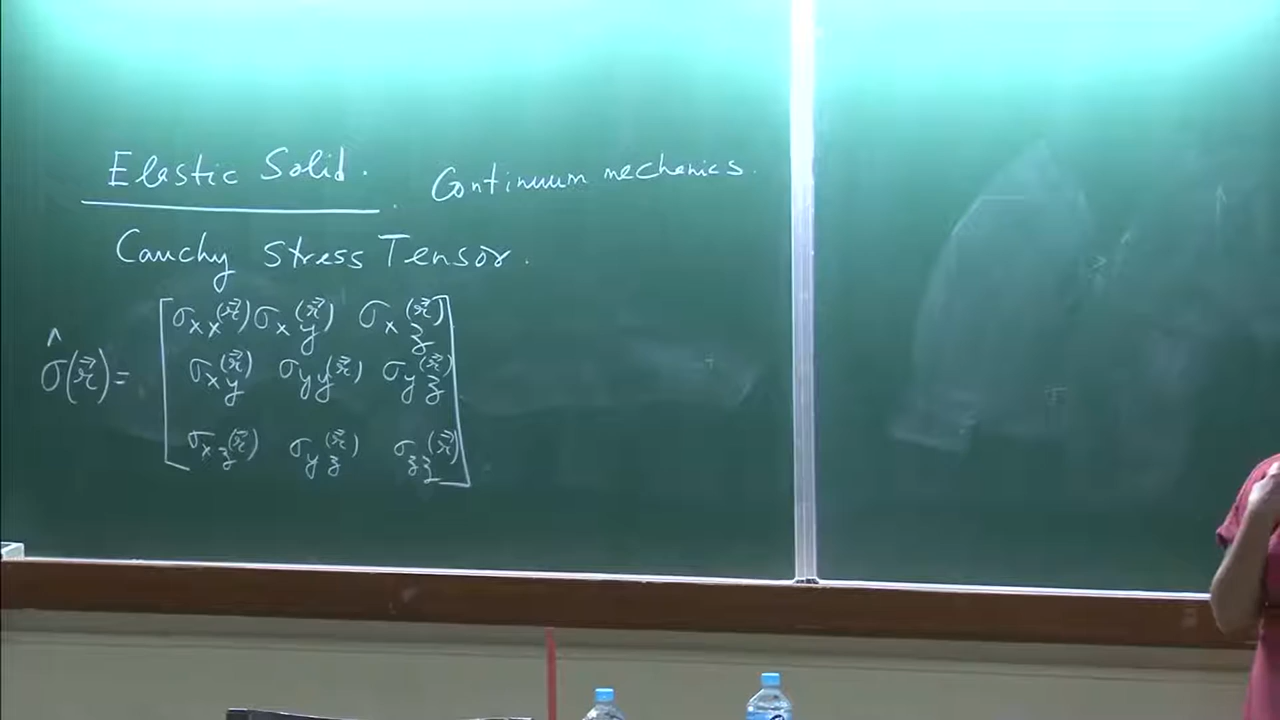 Elastic Solid. Continuum mechanics.
Cauchy Stress Tensor.
σxx(r⃗) σxy(r⃗) σxz(r⃗)
σ̂(r⃗) = σxy(r⃗) σyy(r⃗) σyz(r⃗)
σxz(r⃗) σyz(r⃗) σzz(r⃗)